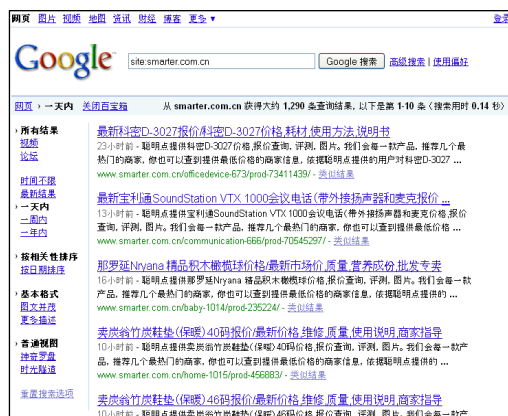 网页 图片 视频 地图 资讯 财经 博客 更多 ▼
Google
site:smarter.com.cn
Google 搜索
高级搜索 | 使用偏好
网页 › 一天内 关闭百宝箱
从 smarter.com.cn 获得大约 1,290 条查询结果, 以下是第 1-10 条 (搜索用时 0.14 秒)
› 所有结果
视频
论坛
时间不限
最新结果
› 一天内
一周内
一年内
› 按相关性排序
按日期排序
› 基本格式
图文并茂
更多描述
› 普通视图
神奇罗盘
时光隧道
重置搜索选项
最新科密D-3027报价/科密D-3027价格,耗材,使用方法,说明书
23小时前 - 聪明点提供科密D-3027价格,报价查询, 评测, 图片。我们会每一款产品, 推荐几个最
热门的商家, 你也可以查到提供最低价格的商家信息, 依据聪明点提供的用户对科密D-3027 ...
www.smarter.com.cn/officedevice-673/prod-73411439/ - 类似结果
最新宝利通SoundStation VTX 1000会议电话(带外接扬声器和麦克报价 ...
13小时前 - 聪明点提供宝利通SoundStation VTX 1000会议电话(带外接扬声器和麦克价格,报价
查询, 评测, 图片。我们会每一款产品, 推荐几个最热门的商家, 你也可以查到提供最低价格 ...
www.smarter.com.cn/communication-666/prod-70545297/ - 类似结果
那罗延Nryana 精品积木橄榄球价格/最新市场价,质量,营养成份,批发专卖
16小时前 - 聪明点提供那罗延Nryana 精品积木橄榄球价格,报价查询, 评测, 图片。我们会每一款
产品, 推荐几个最热门的商家, 你也可以查到提供最低价格的商家信息, 依据聪明点提供的 ...
www.smarter.com.cn/baby-1014/prod-235224/ - 类似结果
卖炭翁竹炭鞋垫(保暖)40码报价/最新价格,维修,质量,使用说明,商家指导
10小时前 - 聪明点提供卖炭翁竹炭鞋垫(保暖)40码价格,报价查询, 评测, 图片。我们会每一款产
品, 推荐几个最热门的商家, 你也可以查到提供最低价格的商家信息, 依据聪明点提供的 ...
www.smarter.com.cn/home-1015/prod-456883/ - 类似结果
卖炭翁竹炭鞋垫(保暖)46码报价/最新价格,维修,质量,使用说明,商家指导